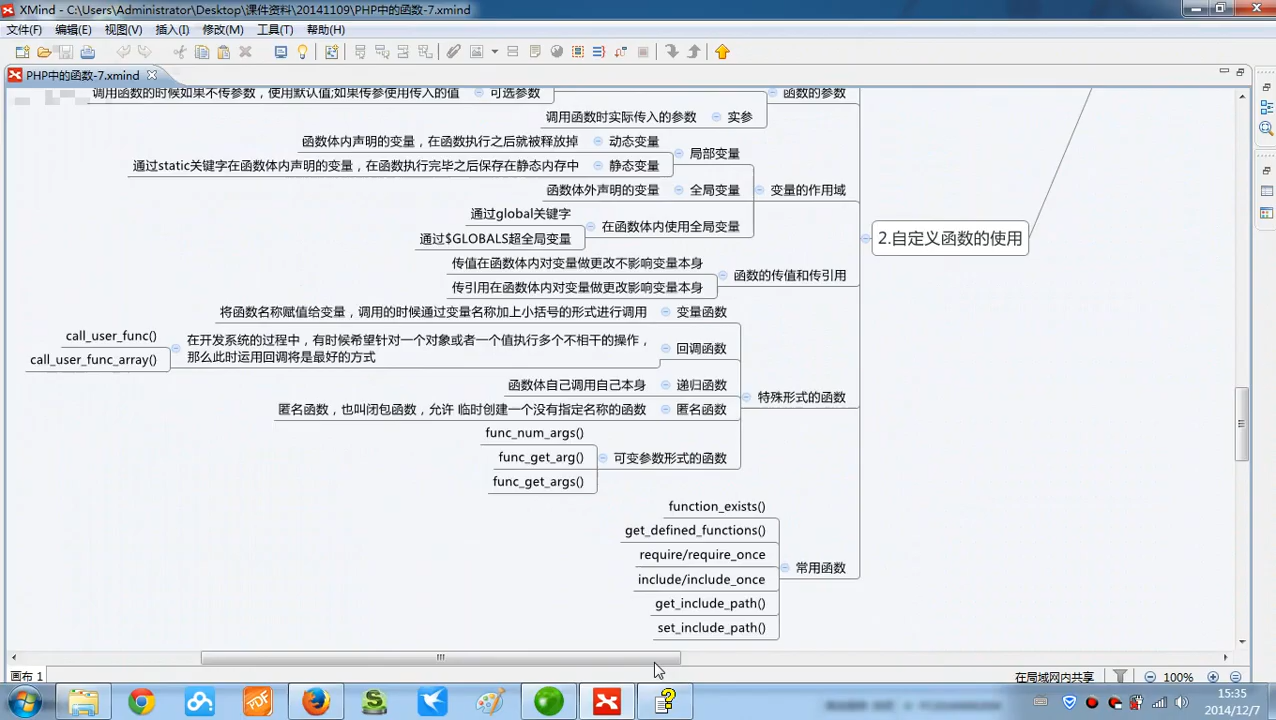 XMind - C:\Users\Administrator\Desktop\课件资料\20141109\PHP中的函数-7.xmind
文件(F) 编辑(E) 视图(V) 插入(I) 修改(M) 工具(T) 帮助(H)
PHP中的函数-7.xmind
调用函数的时候如果不传参数，使用默认值;如果传参使用传入的值 可选参数 函数的参数
调用函数时实际传入的参数 实参
函数体内声明的变量，在函数执行之后就被释放掉 动态变量
局部变量
通过static关键字在函数体内声明的变量，在函数执行完毕之后保存在静态内存中 静态变量
函数体外声明的变量 全局变量 变量的作用域
通过global关键字
在函数体内使用全局变量
通过$GLOBALS超全局变量
2.自定义函数的使用
传值在函数体内对变量做更改不影响变量本身
函数的传值和传引用
传引用在函数体内对变量做更改影响变量本身
将函数名称赋值给变量，调用的时候通过变量名称加上小括号的形式进行调用 变量函数
call_user_func()
call_user_func_array()
在开发系统的过程中，有时候希望针对一个对象或者一个值执行多个不相干的操作，
那么此时运用回调将是最好的方式
回调函数
函数体自己调用自己本身 递归函数
特殊形式的函数
匿名函数，也叫闭包函数，允许 临时创建一个没有指定名称的函数 匿名函数
func_num_args()
func_get_arg() 可变参数形式的函数
func_get_args()
function_exists()
get_defined_functions()
require/require_once
常用函数
include/include_once
get_include_path()
set_include_path()
画布 1
在局域网内共享 100%
15:35
2014/12/7